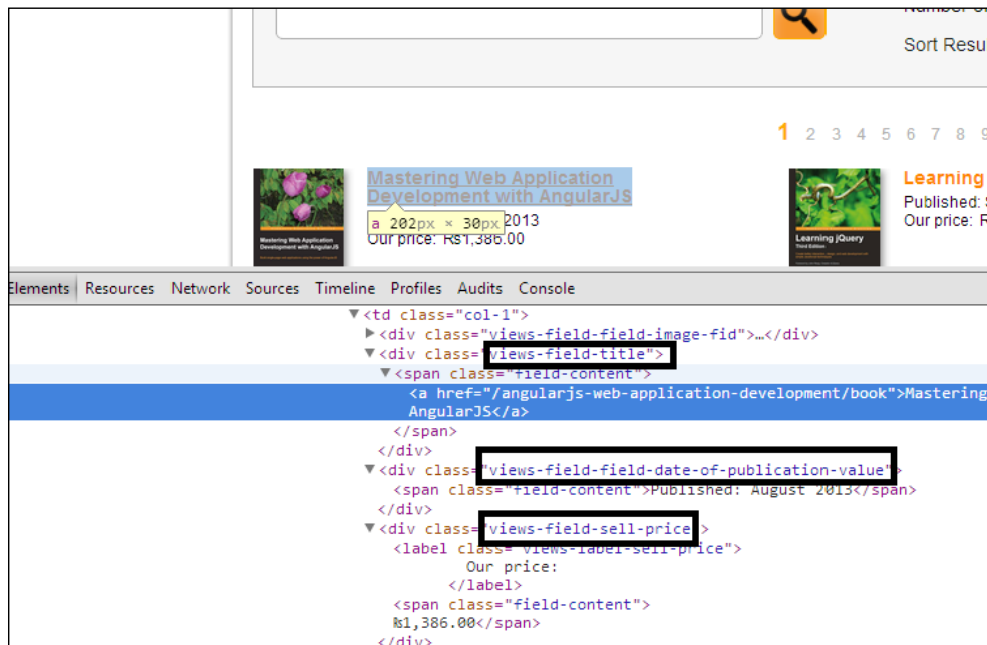 Sort Resu
1 2 3 4 5 6 7 8 9
Mastering Web Application
Development with AngularJS
a 202px × 30px
2013
Our price: ₨1,386.00
Mastering Web Application
Development with AngularJS
Learning
Published:
Our price: R
Learning jQuery
Third Edition
Elements Resources Network Sources Timeline Profiles Audits Console
▼<td class="col-1">
▶<div class="views-field-field-image-fid">…</div>
▼<div class="views-field-title">
▼<span class="field-content">
<a href="/angularjs-web-application-development/book">Mastering
AngularJS</a>
</span>
</div>
▼<div class="views-field-field-date-of-publication-value">
<span class="field-content">Published: August 2013</span>
</div>
▼<div class="views-field-sell-price">
<label class="views-label-sell-price">
Our price:
</label>
<span class="field-content">
₨1,386.00</span>
</div>